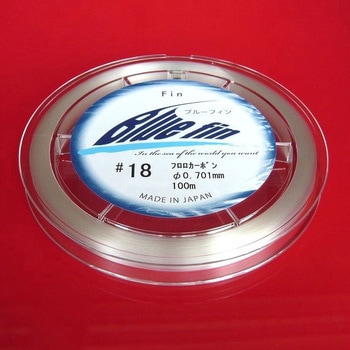 Fin
ブルーフィン
Blue fin
In the sea of the world you want
#18
フロロカーボン
φ0.701mm
100m
MADE IN JAPAN